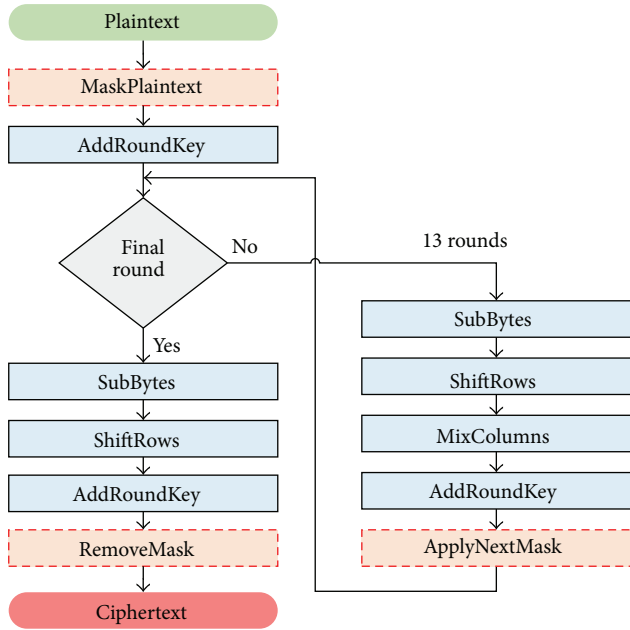 Plaintext
MaskPlaintext
AddRoundKey
Final
round
No
13 rounds
Yes
SubBytes
ShiftRows
AddRoundKey
RemoveMask
Ciphertext
SubBytes
ShiftRows
MixColumns
AddRoundKey
ApplyNextMask